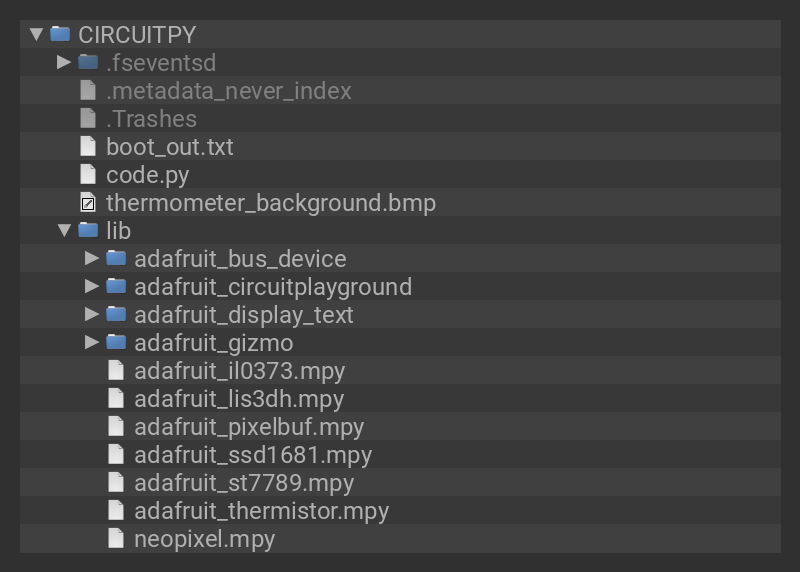 CIRCUITPY
.fseventsd
.metadata_never_index
.Trashes
boot_out.txt
code.py
thermometer_background.bmp
lib
adafruit_bus_device
adafruit_circuitplayground
adafruit_display_text
adafruit_gizmo
adafruit_il0373.mpy
adafruit_lis3dh.mpy
adafruit_pixelbuf.mpy
adafruit_ssd1681.mpy
adafruit_st7789.mpy
adafruit_thermistor.mpy
neopixel.mpy